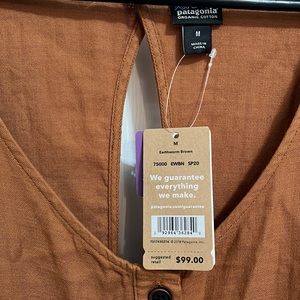 patagonia
ORGANIC COTTON
M
MADE IN
CHINA
M
Earthworm Brown
75000 EWBN SP20
We guarantee
everything
we make.
patagonia.com/guarantee
suggested
retail
$99.00